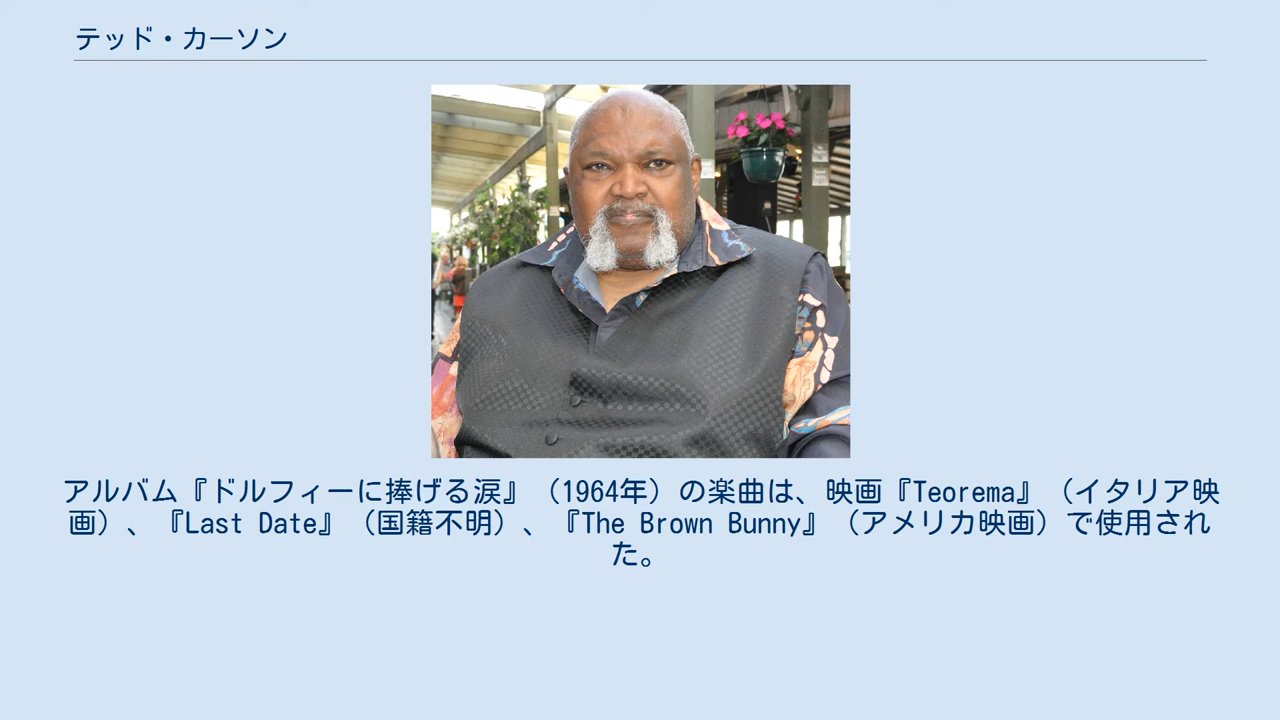 テッド・カーソン
アルバム『ドルフィーに捧げる涙』（1964年）の楽曲は、映画『Teorema』（イタリア映
画）、『Last Date』（国籍不明）、『The Brown Bunny』（アメリカ映画）で使用され
た。